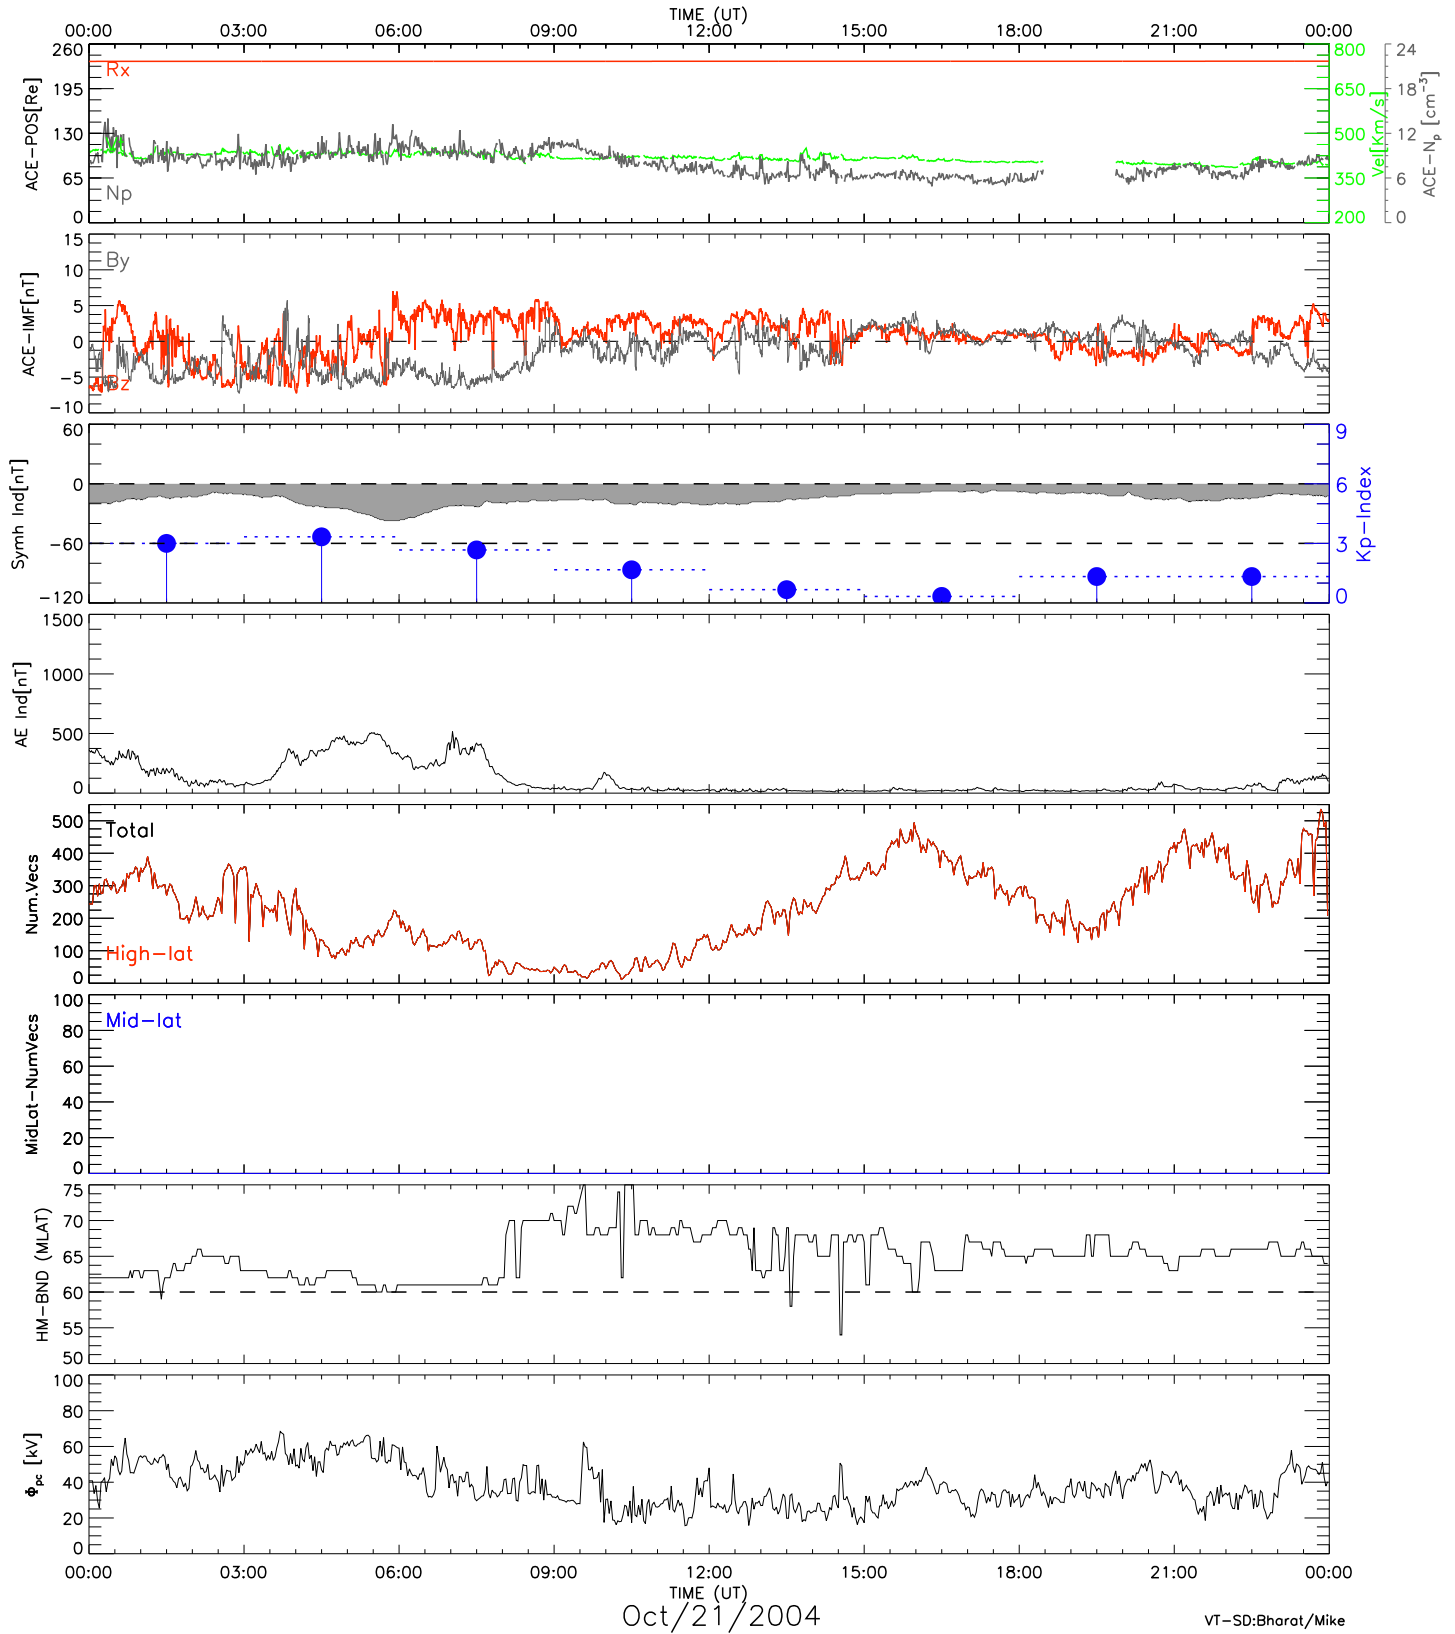 TIME (UT)
00:00 03:00 06:00 09:00 12:00 15:00 18:00 21:00 00:00
ACE-POS[Re]
260
195
130
65
0
Rx
Np
800
650
500
350
200
Vel[Km/s]
24
18
12
6
0
ACE-Np [cm-3]
ACE-IMF[nT]
15
10
5
0
-5
-10
By
Bz
Symh Ind[nT]
60
0
-60
-120
9
6
3
0
Kp-Index
AE Ind[nT]
1500
1000
500
0
Num.Vecs
500
400
300
200
100
0
Total
High-lat
MidLat-NumVecs
100
80
60
40
20
0
Mid-lat
HM-BND (MLAT)
75
70
65
60
55
50
Φpc [kV]
100
80
60
40
20
0
00:00 03:00 06:00 09:00 12:00 15:00 18:00 21:00 00:00
TIME (UT)
Oct/21/2004
VT-SD:Bharat/Mike